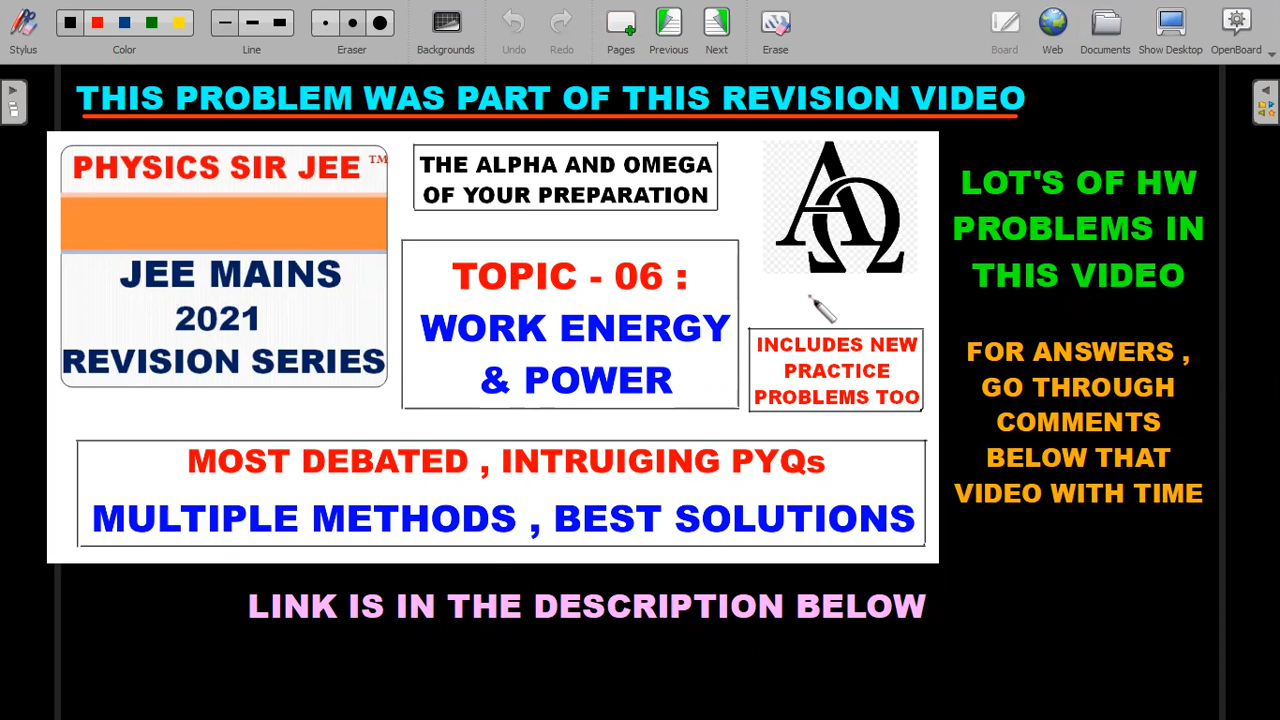 Stylus
Color
Line
Eraser
Backgrounds
Undo
Redo
Pages
Previous
Next
Erase
Board
Web
Documents
Show Desktop
OpenBoard
THIS PROBLEM WAS PART OF THIS REVISION VIDEO
PHYSICS SIR JEE ™
JEE MAINS
2021
REVISION SERIES
THE ALPHA AND OMEGA
OF YOUR PREPARATION
ΑΩ
TOPIC - 06 :
WORK ENERGY
& POWER
INCLUDES NEW
PRACTICE
PROBLEMS TOO
MOST DEBATED , INTRUIGING PYQs
MULTIPLE METHODS , BEST SOLUTIONS
LOT'S OF HW
PROBLEMS IN
THIS VIDEO
FOR ANSWERS ,
GO THROUGH
COMMENTS
BELOW THAT
VIDEO WITH TIME
LINK IS IN THE DESCRIPTION BELOW